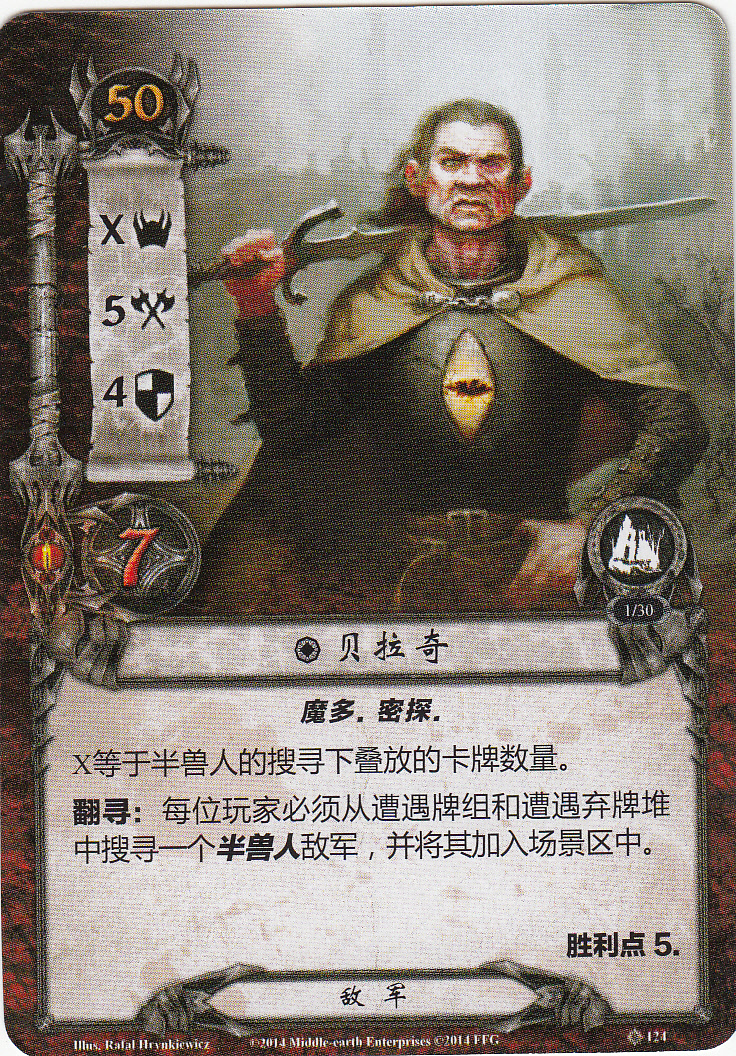 50
X
5
4
7
1/30
贝拉奇
魔多. 密探.
X等于半兽人的搜寻下叠放的卡牌数量。
翻寻：每位玩家必须从遭遇牌组和遭遇弃牌堆
中搜寻一个半兽人敌军，并将其加入场景区中。
胜利点 5.
敌军
Illus. Rafal Hrynkiewicz ©2014 Middle-earth Enterprises ©2014 FFG 124